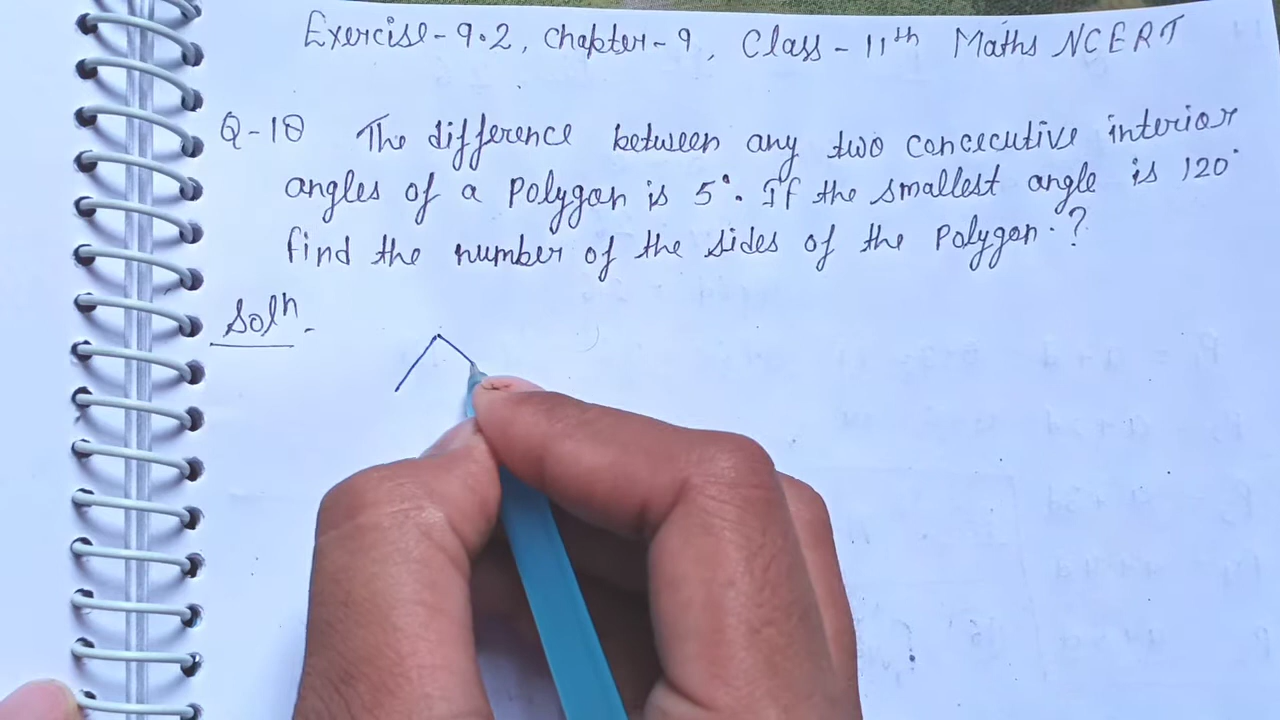 Exercise-9.2, Chapter-9, Class-11th Maths NCERT
Q-18 The difference between any two concecutive interior
angles of a Polygon is 5°. If the smallest angle is 120°
find the number of the sides of the Polygon.?
Solⁿ.